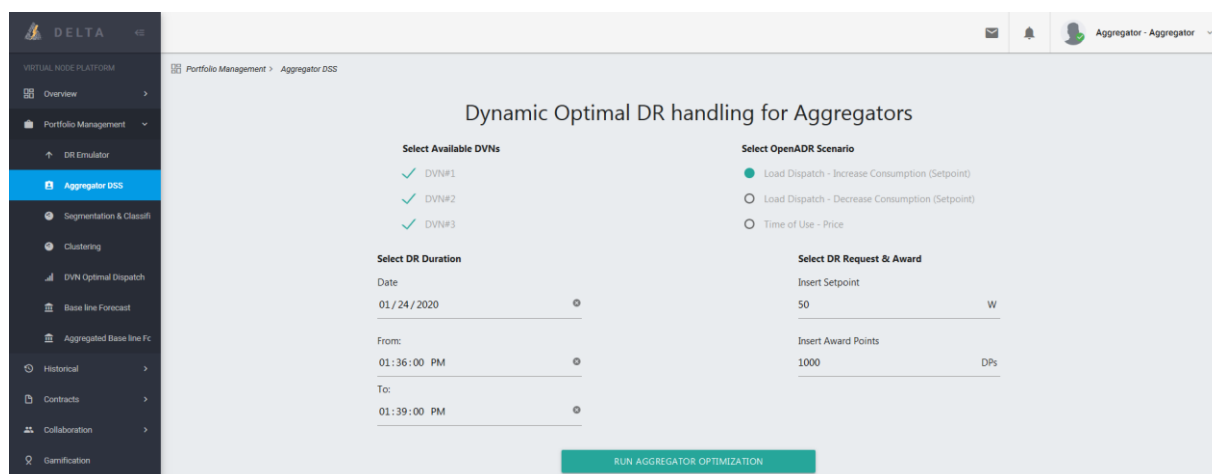 DELTA
Aggregator - Aggregator
VIRTUAL NODE PLATFORM
Portfolio Management > Aggregator DSS
Overview
Portfolio Management
DR Emulator
Aggregator DSS
Segmentation & Classifi
Clustering
DVN Optimal Dispatch
Base line Forecast
Aggregated Base line Fc
Historical
Contracts
Collaboration
Gamification
Dynamic Optimal DR handling for Aggregators
Select Available DVNs
DVN#1
DVN#2
DVN#3
Select OpenADR Scenario
Load Dispatch - Increase Consumption (Setpoint)
Load Dispatch - Decrease Consumption (Setpoint)
Time of Use - Price
Select DR Duration
Date
01/24/2020
From:
01:36:00 PM
To:
01:39:00 PM
Select DR Request & Award
Insert Setpoint
50 W
Insert Award Points
1000 DPs
RUN AGGREGATOR OPTIMIZATION